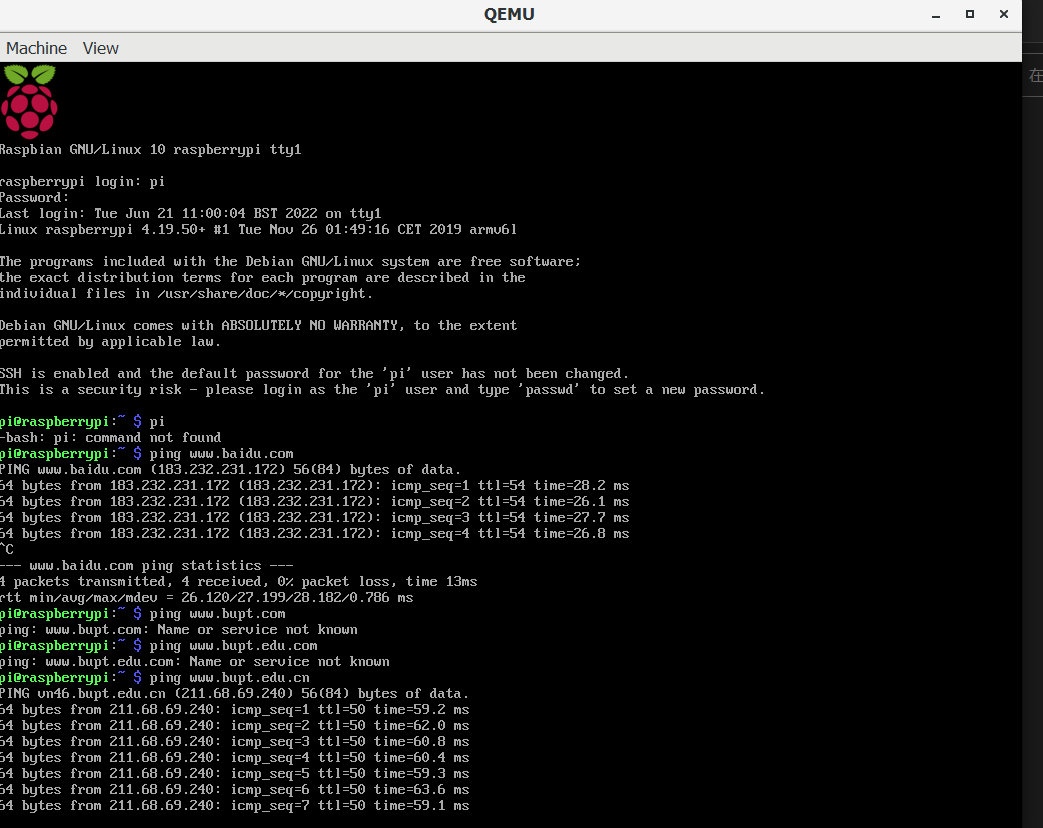 QEMU
Machine View
在
Raspbian GNU/Linux 10 raspberrypi tty1
raspberrypi login: pi
Password:
Last login: Tue Jun 21 11:00:04 BST 2022 on tty1
Linux raspberrypi 4.19.50+ #1 Tue Nov 26 01:49:16 CET 2019 armv6l
The programs included with the Debian GNU/Linux system are free software;
the exact distribution terms for each program are described in the
individual files in /usr/share/doc/*/copyright.
Debian GNU/Linux comes with ABSOLUTELY NO WARRANTY, to the extent
permitted by applicable law.
SSH is enabled and the default password for the 'pi' user has not been changed.
This is a security risk - please login as the 'pi' user and type 'passwd' to set a new password.
pi@raspberrypi:~ $ pi
-bash: pi: command not found
pi@raspberrypi:~ $ ping www.baidu.com
PING www.baidu.com (183.232.231.172) 56(84) bytes of data.
64 bytes from 183.232.231.172 (183.232.231.172): icmp_seq=1 ttl=54 time=28.2 ms
64 bytes from 183.232.231.172 (183.232.231.172): icmp_seq=2 ttl=54 time=26.1 ms
64 bytes from 183.232.231.172 (183.232.231.172): icmp_seq=3 ttl=54 time=27.7 ms
64 bytes from 183.232.231.172 (183.232.231.172): icmp_seq=4 ttl=54 time=26.8 ms
^C
--- www.baidu.com ping statistics ---
4 packets transmitted, 4 received, 0% packet loss, time 13ms
rtt min/avg/max/mdev = 26.120/27.199/28.182/0.786 ms
pi@raspberrypi:~ $ ping www.bupt.com
ping: www.bupt.com: Name or service not known
pi@raspberrypi:~ $ ping www.bupt.edu.com
ping: www.bupt.edu.com: Name or service not known
pi@raspberrypi:~ $ ping www.bupt.edu.cn
PING vn46.bupt.edu.cn (211.68.69.240) 56(84) bytes of data.
64 bytes from 211.68.69.240: icmp_seq=1 ttl=50 time=59.2 ms
64 bytes from 211.68.69.240: icmp_seq=2 ttl=50 time=62.0 ms
64 bytes from 211.68.69.240: icmp_seq=3 ttl=50 time=60.8 ms
64 bytes from 211.68.69.240: icmp_seq=4 ttl=50 time=60.4 ms
64 bytes from 211.68.69.240: icmp_seq=5 ttl=50 time=59.3 ms
64 bytes from 211.68.69.240: icmp_seq=6 ttl=50 time=63.6 ms
64 bytes from 211.68.69.240: icmp_seq=7 ttl=50 time=59.1 ms